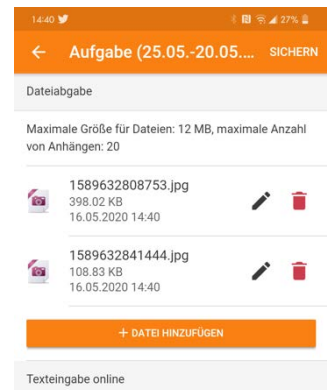 14:40 27%
Aufgabe (25.05.-20.05.... SICHERN
Dateiabgabe
Maximale Größe für Dateien: 12 MB, maximale Anzahl
von Anhängen: 20
1589632808753.jpg
398.02 KB
16.05.2020 14:40
1589632841444.jpg
108.83 KB
16.05.2020 14:40
+ DATEI HINZUFÜGEN
Texteingabe online